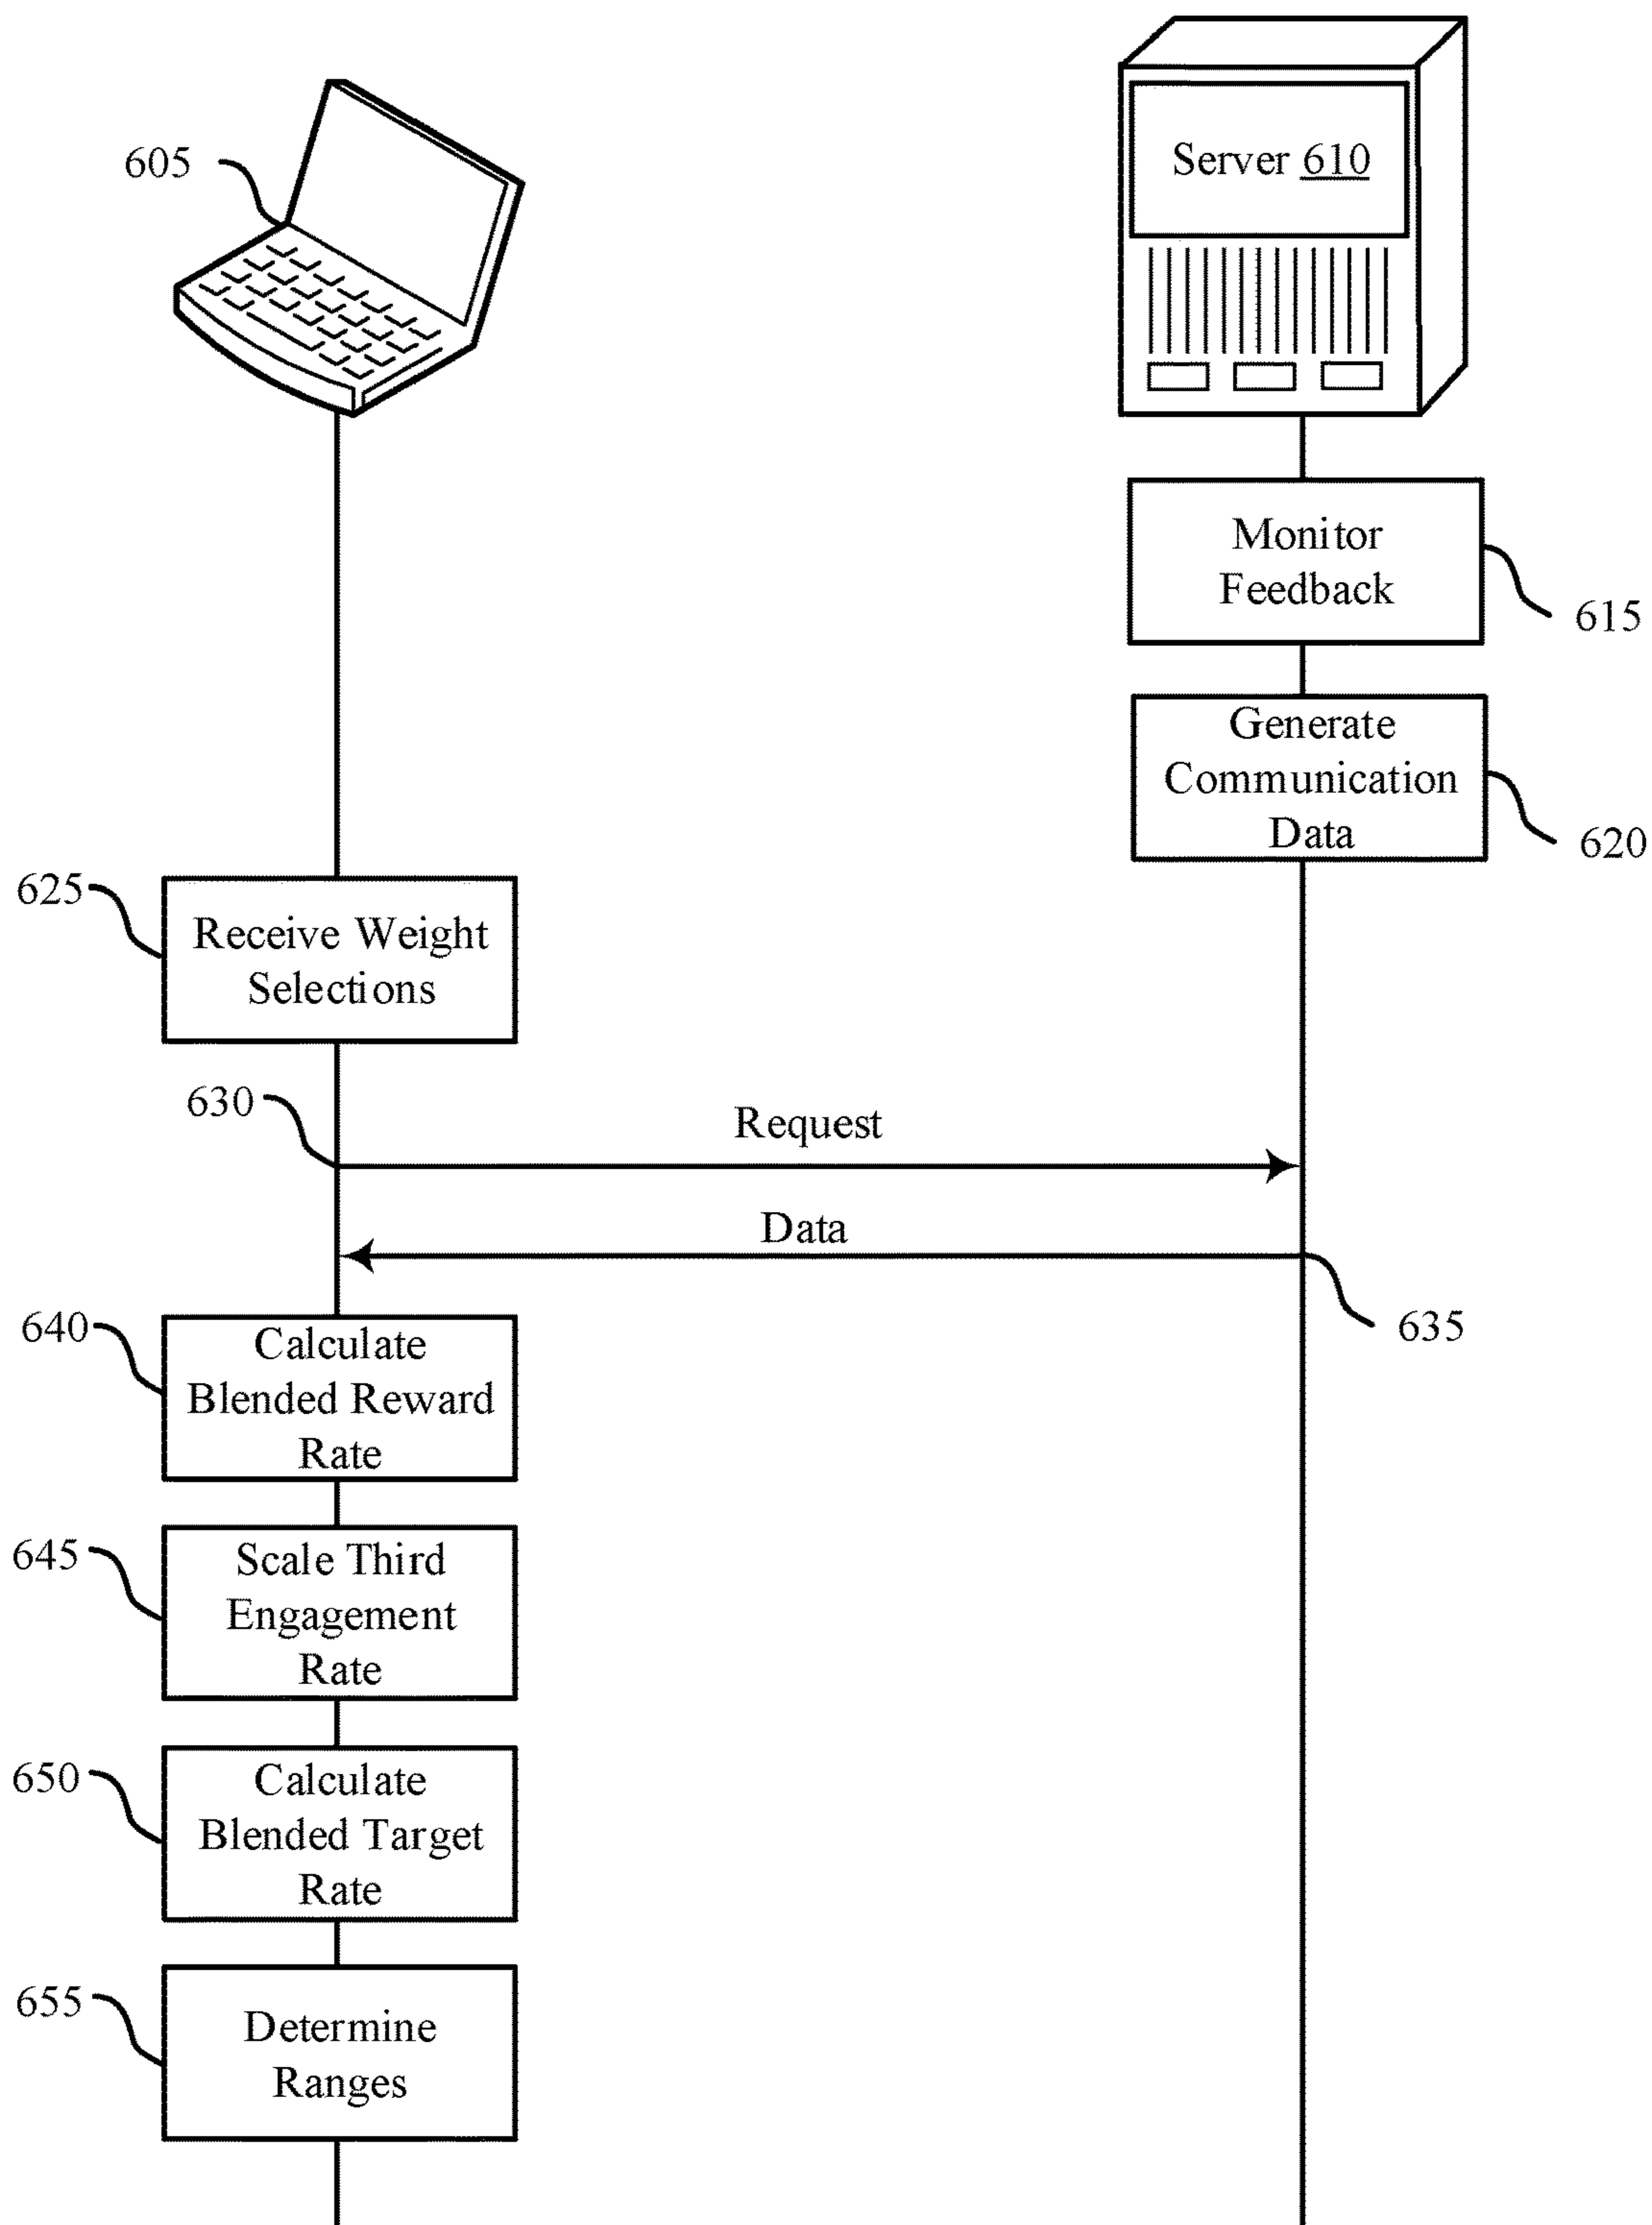 605
Server 610
Monitor
Feedback
615
Generate
Communication
Data
620
625
Receive Weight
Selections
630
Request
Data
635
640
Calculate
Blended Reward
Rate
645
Scale Third
Engagement
Rate
650
Calculate
Blended Target
Rate
655
Determine
Ranges